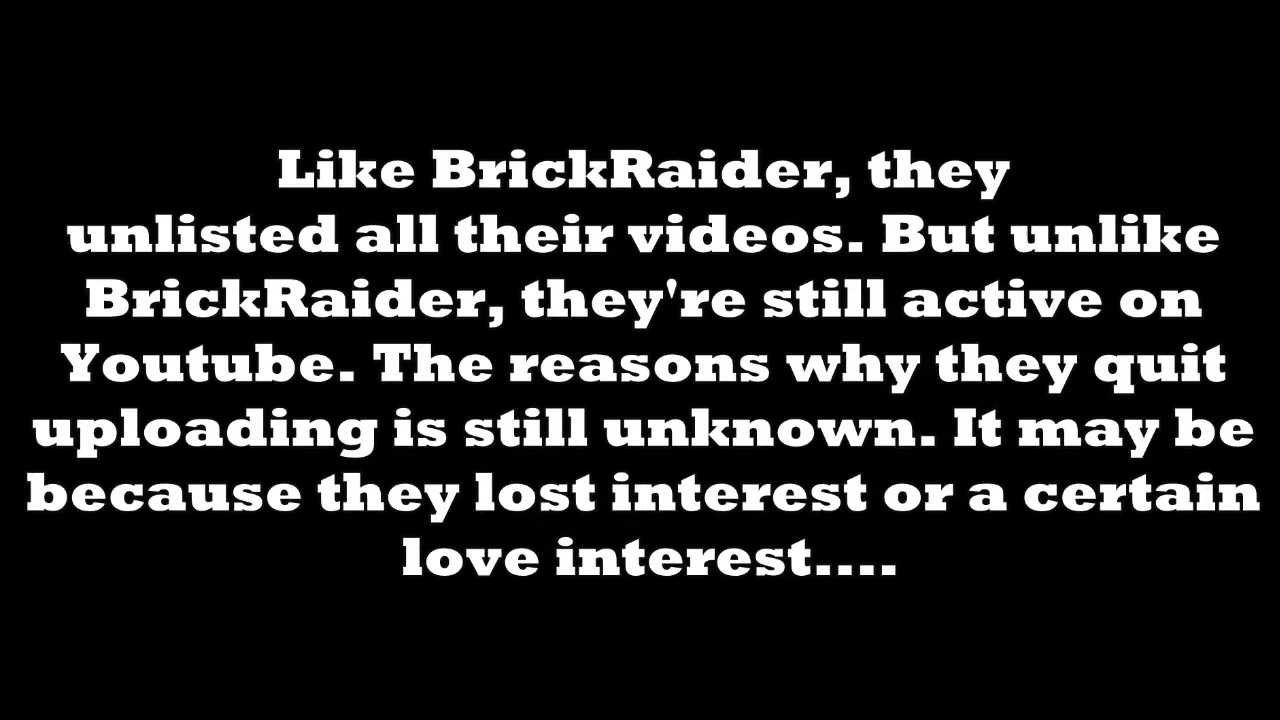 Like BrickRaider, they
unlisted all their videos. But unlike
BrickRaider, they're still active on
Youtube. The reasons why they quit
uploading is still unknown. It may be
because they lost interest or a certain
love interest....